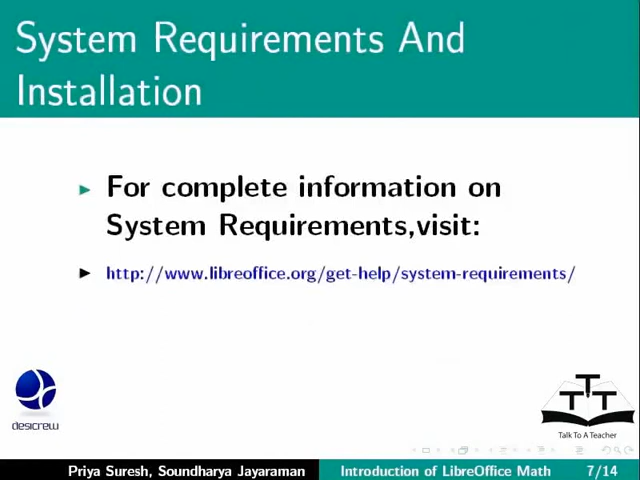 System Requirements And
Installation
For complete information on
System Requirements,visit:
http://www.libreoffice.org/get-help/system-requirements/
desicrew
TTT
Talk To A Teacher
Priya Suresh, Soundharya Jayaraman
Introduction of LibreOffice Math
7/14